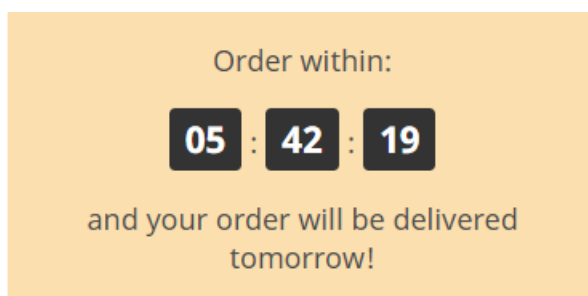 Order within:
05 : 42 : 19
and your order will be delivered
tomorrow!